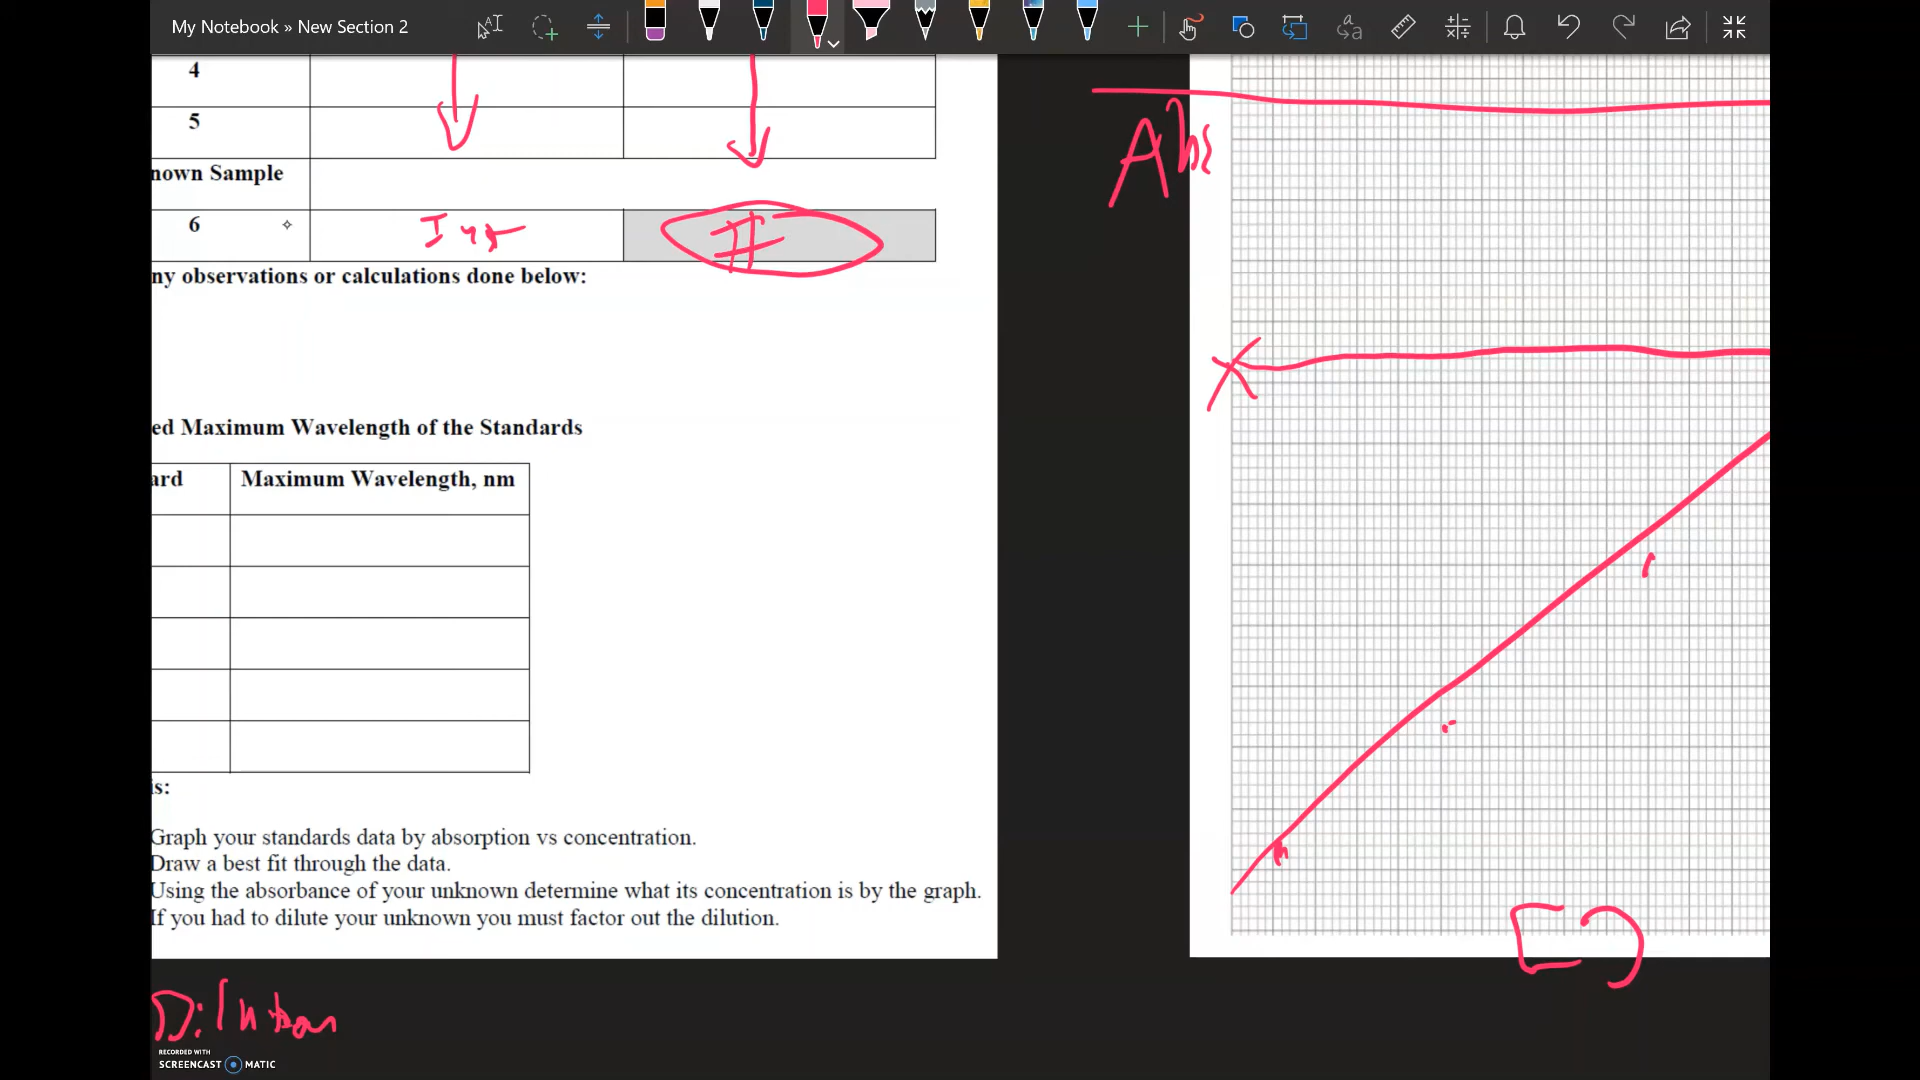 My Notebook » New Section 2
4
5
nown Sample
6
#
ny observations or calculations done below:
ed Maximum Wavelength of the Standards
ard Maximum Wavelength, nm
is:
Graph your standards data by absorption vs concentration.
Draw a best fit through the data.
Using the absorbance of your unknown determine what its concentration is by the graph.
If you had to dilute your unknown you must factor out the dilution.
Abs
X
[ ]
Dilution
RECORDED WITH
SCREENCAST MATIC